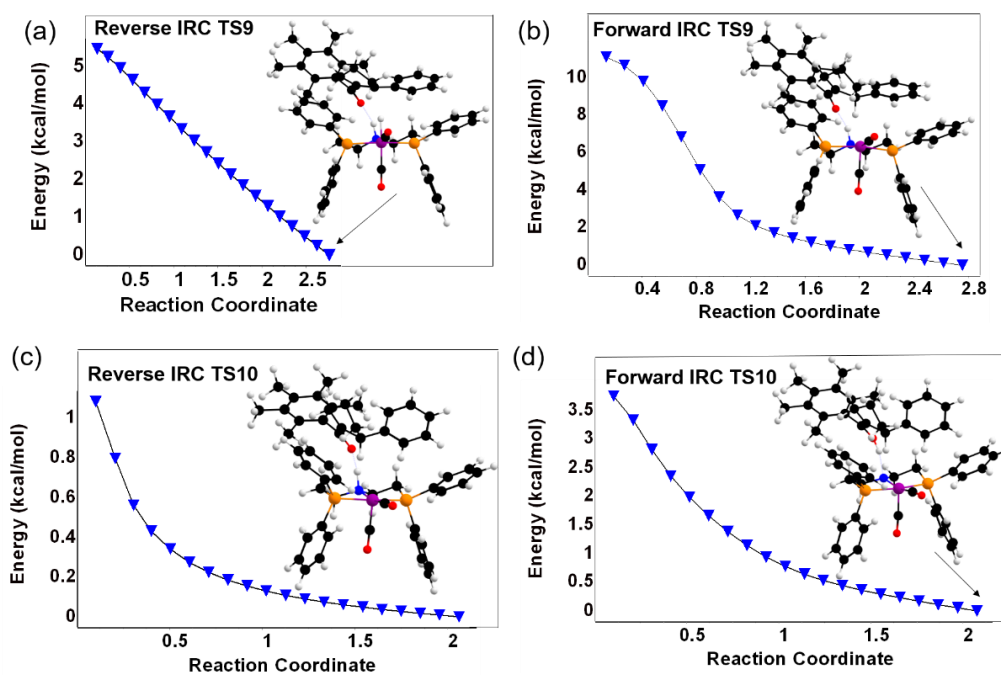 (a)
Reverse IRC TS9
Energy (kcal/mol)
5
4
3
2
1
0
0.5 1 1.5 2 2.5
Reaction Coordinate
(b)
Forward IRC TS9
Energy (kcal/mol)
10
8
6
4
2
0
0.4 0.8 1.2 1.6 2 2.4 2.8
Reaction Coordinate
(c)
Reverse IRC TS10
Energy (kcal/mol)
1
0.8
0.6
0.4
0.2
0
0.5 1 1.5 2
Reaction Coordinate
(d)
Forward IRC TS10
Energy (kcal/mol)
3.5
3
2.5
2
1.5
1
0.5
0
0.5 1 1.5 2
Reaction Coordinate